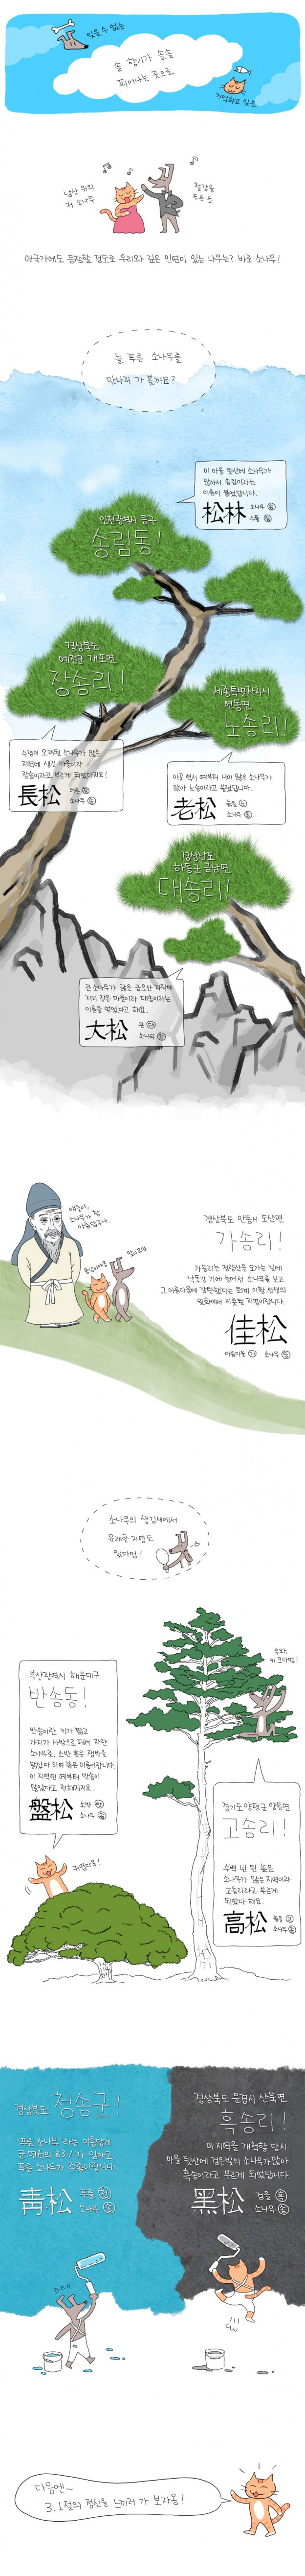 잊을 수 없는
솔 향기가 솔솔
피어나는 곳으로
기억하고 싶은
남산 위의
저 소나무
철갑을
두른 듯
애국가에도 등장할 정도로 우리와 깊은 인연이 있는 나무는? 바로 소나무!
늘 푸른 소나무를
만나러 가 볼까요?
이 마을 뒷산에 소나무가
많아서 송림이라는
이름이 붙었답니다.
松林 소나무 송
수풀 림
인천광역시 동구
송림동!
경상북도
예천군 개포면
장송리!
세종특별자치시
연동면
노송리!
수령이 오래된 소나무가 많은
지역에 생긴 마을이라
장송이라고 부르게 되었다지요!
長松 어른 장
소나무 송
이곳 역시 예부터 나이 많은 소나무가
많아 노송이라고 불렸답니다.
老松 늙을 노
소나무 송
경상남도
하동군 금남면
대송리!
큰 소나무가 많은 금오산 자락에
자리 잡은 마을이라 대송이라는
이름을 얻었다고 해요.
大松 큰 대
소나무 송
얘들아,
소나무가 참
아름답구나.
경상북도 안동시 도산면
가송리!
가송리는 청량산을 오가는 길에
낙동강 가에 늘어선 소나무를 보고
그 아름다움에 감탄했다는 퇴계 이황 선생의
일화에서 비롯된 지명이랍니다.
佳松
아름다울 가 소나무 송
소나무의 생김새에서
유래한 지명도
있다멍!
우와,
키 크다멍!
부산광역시 해운대구
반송동!
반송이란 키가 작고
가지가 사방으로 퍼져 자란
소나무로, 소반 혹은 쟁반을
닮았다 하여 붙은 이름이랍니다.
이 지역엔 예부터 반송이
많았다고 전해지지요.
盤松 소반 반
소나무 송
귀엽다옹!
경기도 양평군 양동면
고송리!
수백 년 된 높은
소나무가 많은 지역이라
고송리라고 부르게
되었다 해요.
高松 높을 고
소나무 송
경상북도 청송군!
'푸른 소나무'라는 이름답게
군 면적의 83%가 임야고,
푸른 소나무가 주종이랍니다.
靑松 푸를 청
소나무 송
경상북도 문경시 산북면
흑송리!
이 지역을 개척할 당시
마을 뒷산에 검은빛의 소나무가 많아
흑송이라고 부르게 되었답니다.
黑松 검을 흑
소나무 송
다음엔~
3.1절의 정신을 느끼러 가 보자옹!